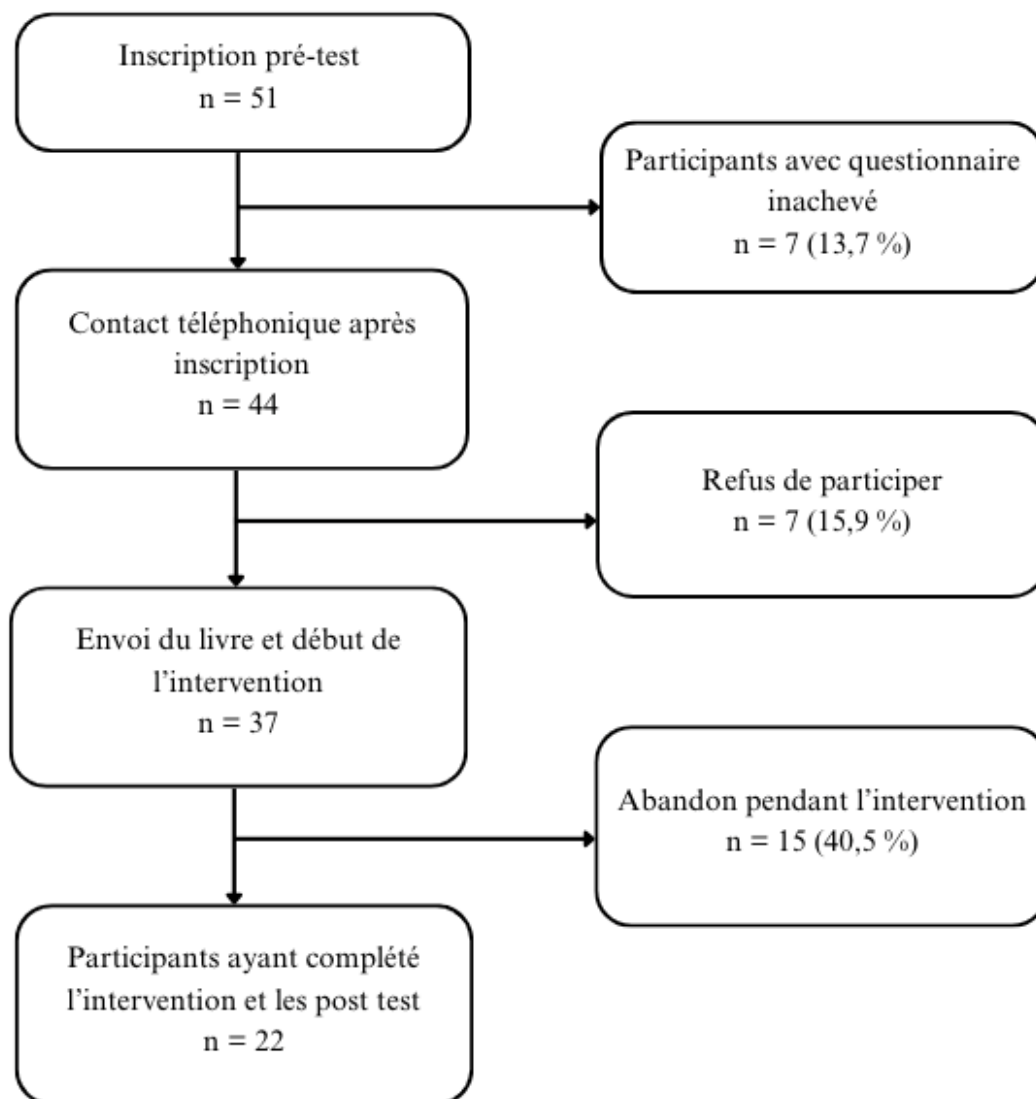 Inscription pré-test
n = 51
Participants avec questionnaire
inachevé
n = 7 (13,7 %)
Contact téléphonique après
inscription
n = 44
Refus de participer
n = 7 (15,9 %)
Envoi du livre et début de
l’intervention
n = 37
Abandon pendant l’intervention
n = 15 (40,5 %)
Participants ayant complété
l’intervention et les post test
n = 22